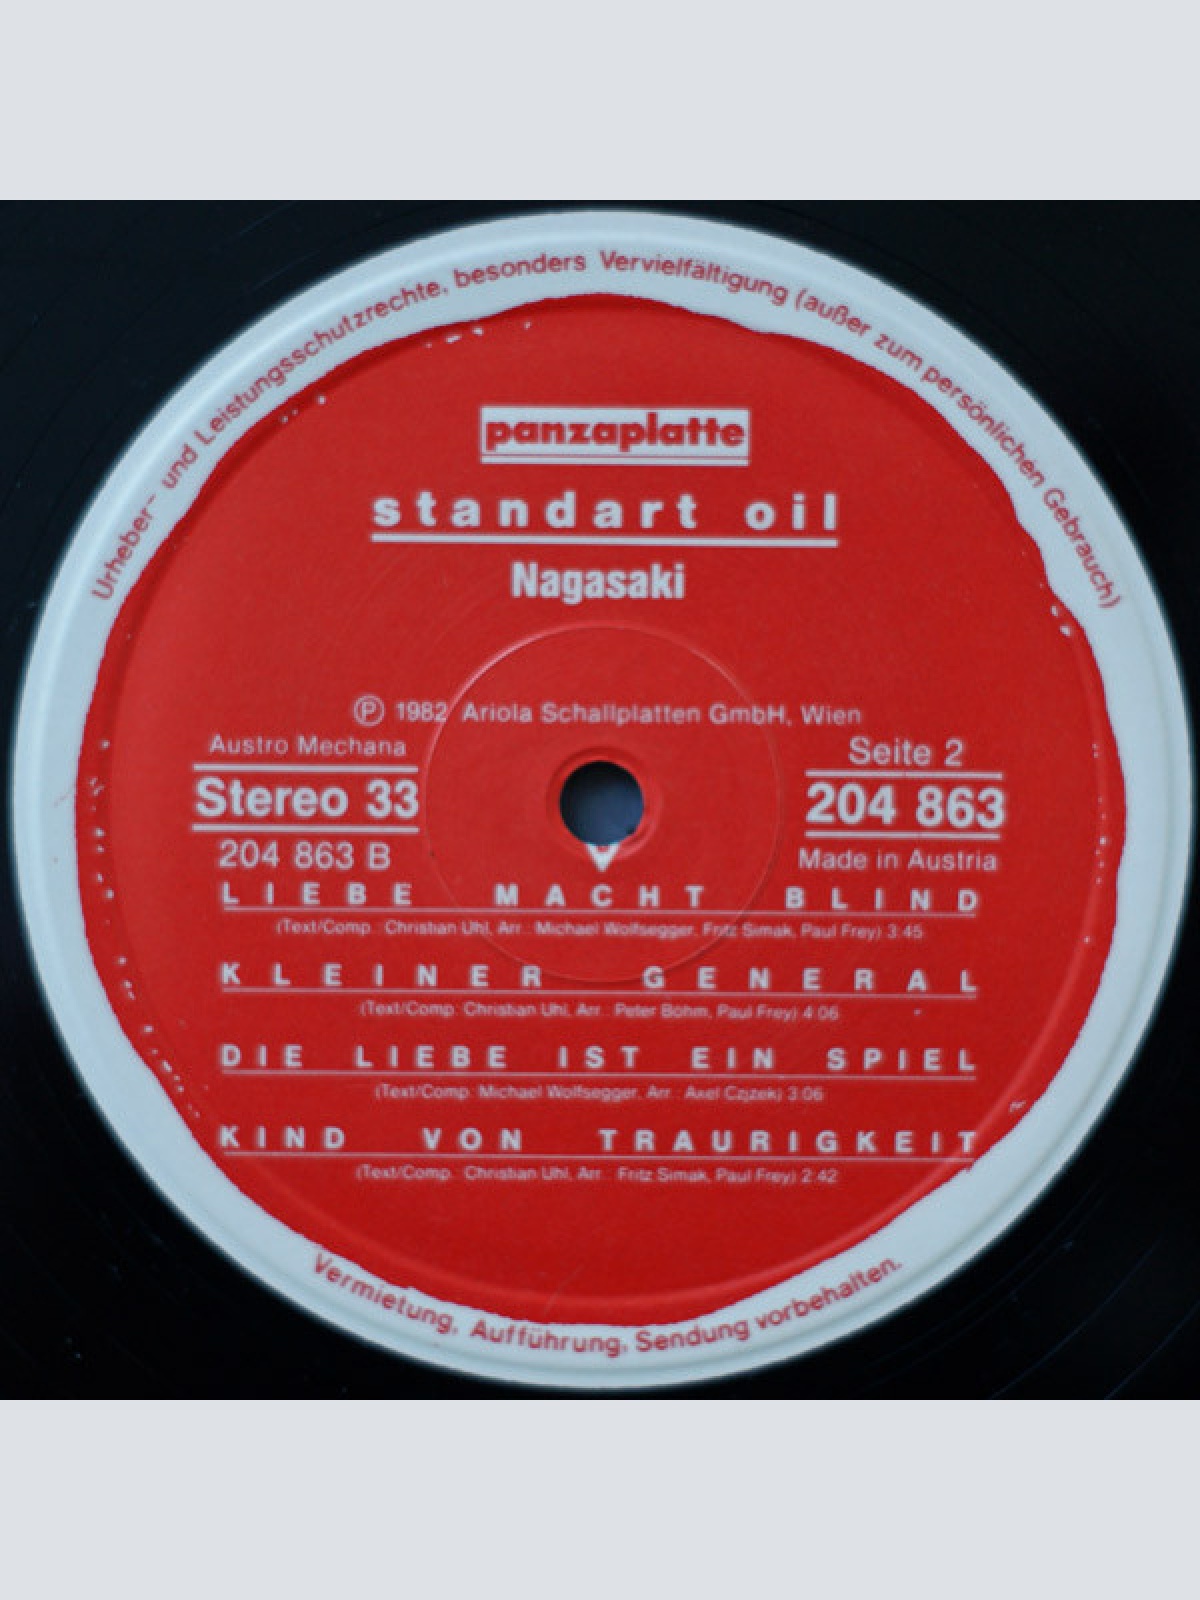 Urheber- und Leistungsschutzrechte, besonders Vervielfältigung (außer zum persönlichen Gebrauch)
panzaplatte
standart oil
Nagasaki
Ⓟ 1982 Ariola Schallplatten GmbH, Wien
Austro Mechana
Stereo 33
204 863 B
Seite 2
204 863
Made in Austria
LIEBE MACHT BLIND
(Text/Comp.: Christian Uhl, Arr.: Michael Wolfsegger, Fritz Simak, Paul Frey) 3:45
KLEINER GENERAL
(Text/Comp.: Christian Uhl, Arr.: Peter Böhm, Paul Frey) 4:06
DIE LIEBE IST EIN SPIEL
(Text/Comp.: Michael Wolfsegger, Arr.: Axel Czjzek) 3:06
KIND VON TRAURIGKEIT
(Text/Comp.: Christian Uhl, Arr.: Fritz Simak, Paul Frey) 2:42
Vermietung, Aufführung, Sendung vorbehalten.